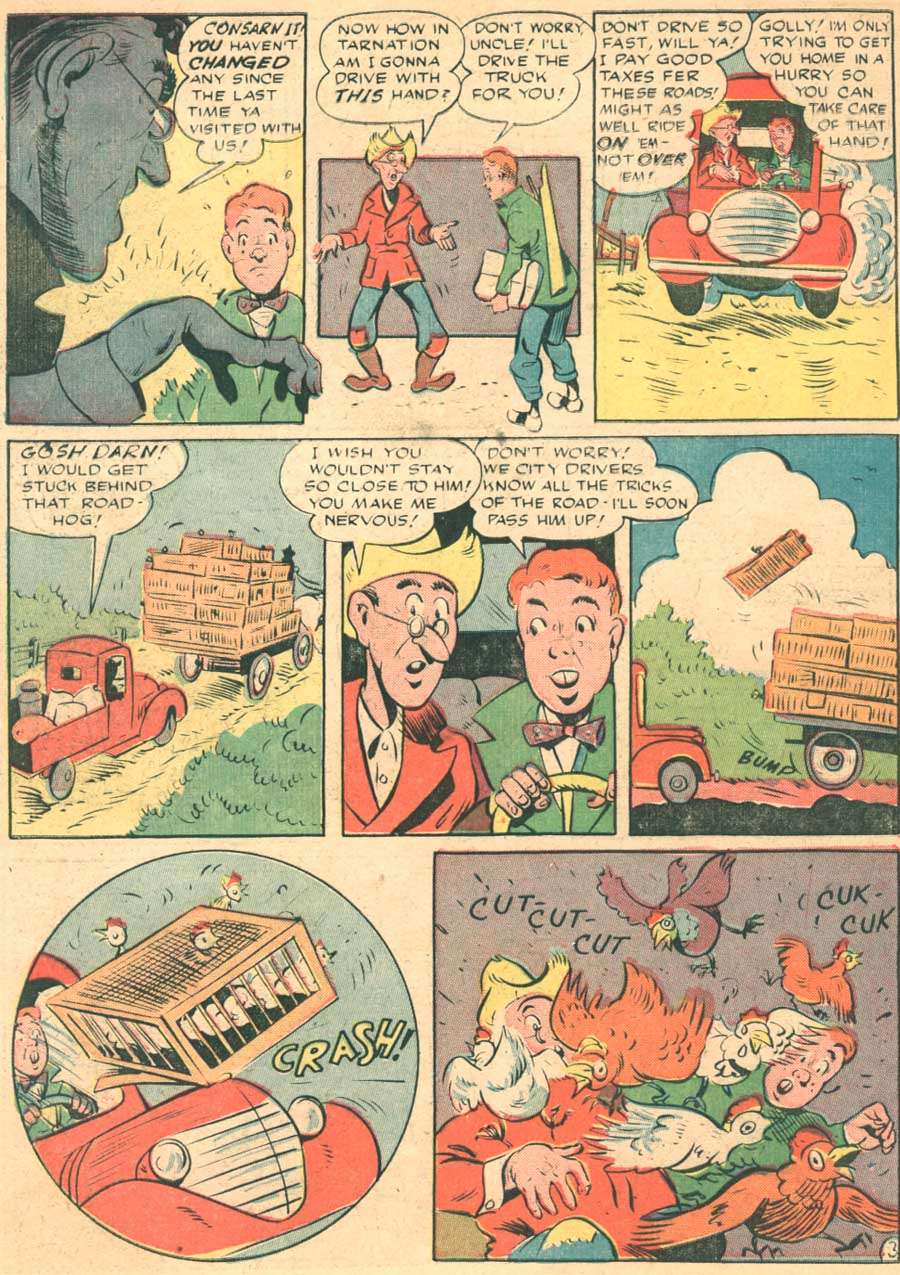 CONSARN IT!
YOU HAVEN'T
CHANGED
ANY SINCE
THE LAST
TIME YA
VISITED WITH
US!
NOW HOW IN
TARNATION
AM I GONNA
DRIVE WITH
THIS HAND?
DON'T WORRY,
UNCLE! I'LL
DRIVE THE
TRUCK
FOR YOU!
DON'T DRIVE SO
FAST, WILL YA!
I PAY GOOD
TAXES FER
THESE ROADS!
MIGHT AS
WELL RIDE
ON 'EM-
NOT OVER
'EM!
GOLLY! I'M ONLY
TRYING TO GET
YOU HOME IN A
HURRY SO
YOU CAN
TAKE CARE
OF THAT
HAND!
GOSH DARN!
I WOULD GET
STUCK BEHIND
THAT ROAD-
HOG!
I WISH YOU
WOULDN'T STAY
SO CLOSE TO HIM!
YOU MAKE ME
NERVOUS!
DON'T WORRY!
WE CITY DRIVERS
KNOW ALL THE TRICKS
OF THE ROAD-I'LL SOON
PASS HIM UP!
BUMP
CRASH!
CUT-
CUT-
CUT
CUK-
CUK
3